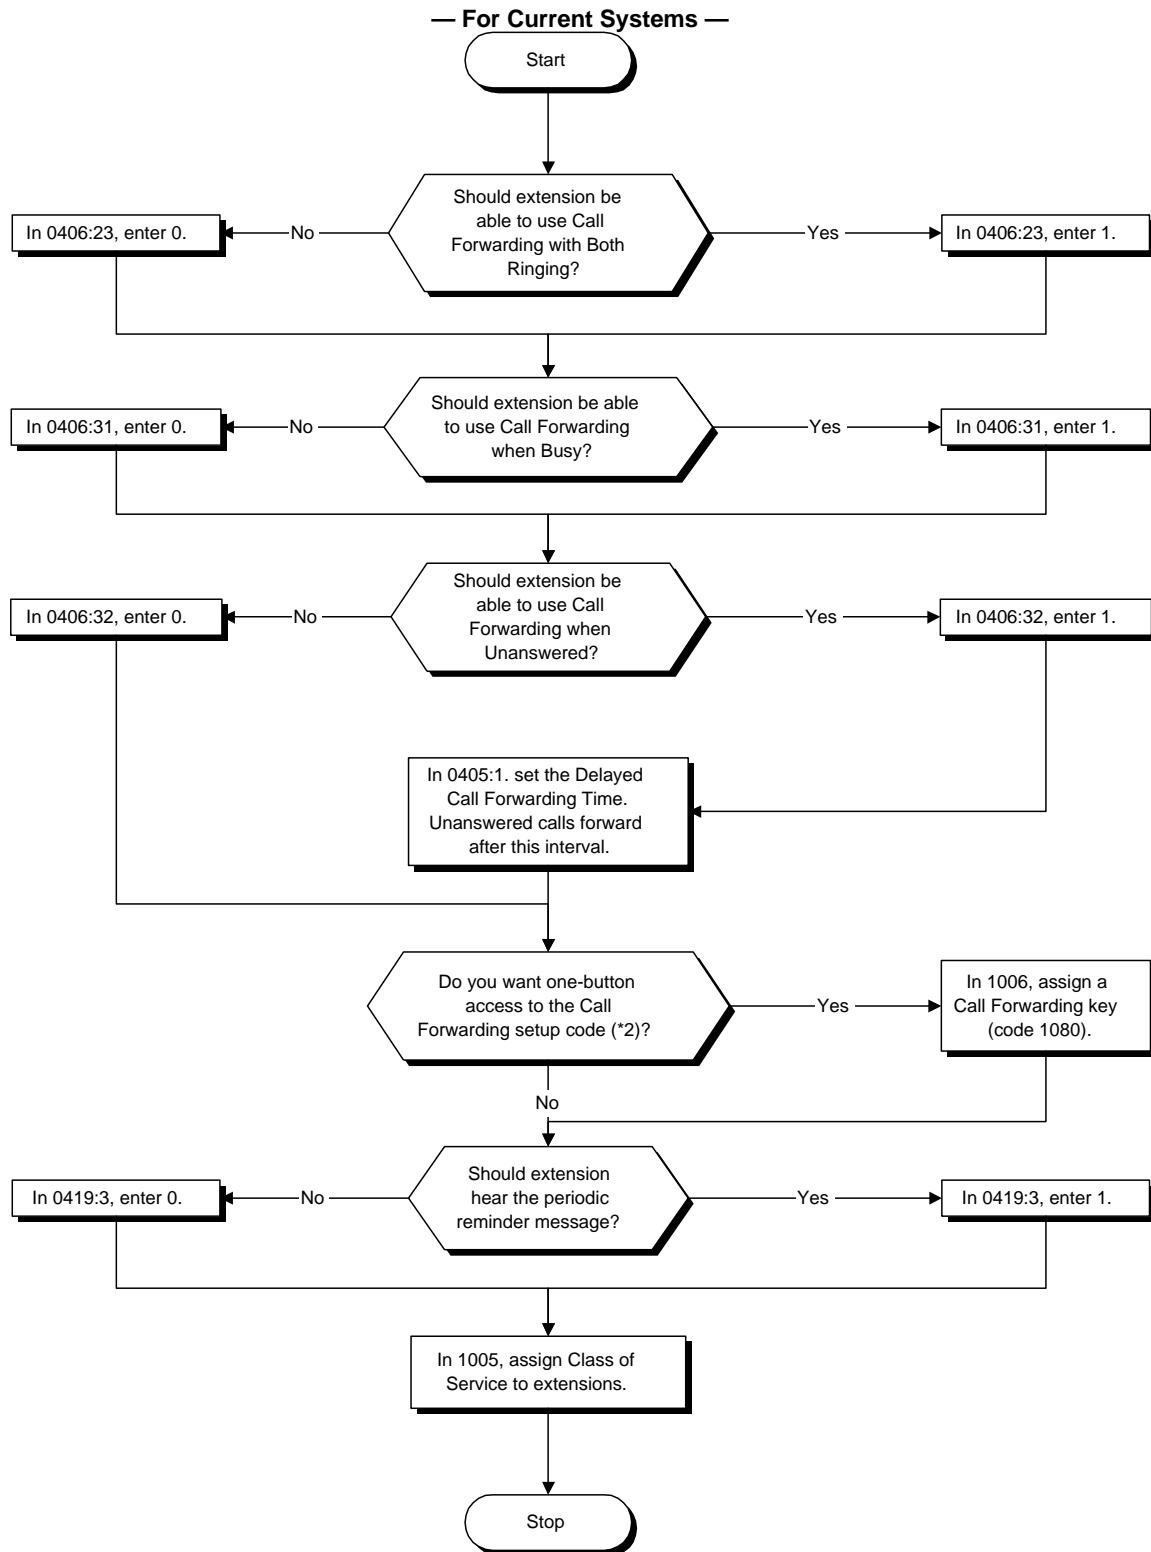 — For Current Systems —
Start
Should extension be
able to use Call
Forwarding with Both
Ringing?
No
In 0406:23, enter 0.
Yes
In 0406:23, enter 1.
Should extension be able
to use Call Forwarding
when Busy?
No
In 0406:31, enter 0.
Yes
In 0406:31, enter 1.
Should extension be
able to use Call
Forwarding when
Unanswered?
No
In 0406:32, enter 0.
Yes
In 0406:32, enter 1.
In 0405:1. set the Delayed
Call Forwarding Time.
Unanswered calls forward
after this interval.
Do you want one-button
access to the Call
Forwarding setup code (*2)?
Yes
In 1006, assign a
Call Forwarding key
(code 1080).
No
Should extension
hear the periodic
reminder message?
No
In 0419:3, enter 0.
Yes
In 0419:3, enter 1.
In 1005, assign Class of
Service to extensions.
Stop